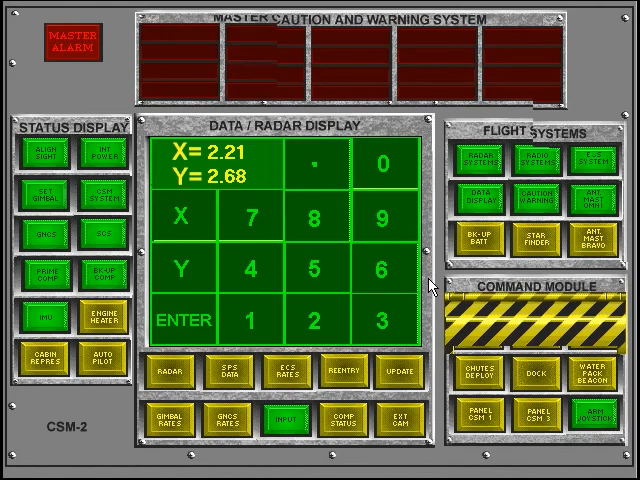 MASTER CAUTION AND WARNING SYSTEM
MASTER
ALARM
STATUS DISPLAY
ALIGN
SIGHT
INT
POWER
SET
GIMBAL
CSM
SYSTEM
GNCS
SCS
PRIME
COMP
BK-UP
COMP
IMU
ENGINE
HEATER
CABIN
REPRES
AUTO
PILOT
CSM-2
DATA / RADAR DISPLAY
X= 2.21
Y= 2.68
.
0
X
7
8
9
Y
4
5
6
ENTER
1
2
3
RADAR
SPS
DATA
ECS
RATES
REENTRY
UPDATE
GIMBAL
RATES
GNCS
RATES
INPUT
COMP
STATUS
EXT
CAM
FLIGHT SYSTEMS
RADAR
SYSTEMS
RADIO
SYSTEMS
ECS
SYSTEM
DATA
DISPLAY
CAUTION
WARNING
ANT.
MAST
OMNI
BK-UP
BATT
STAR
FINDER
ANT.
MAST
BRAVO
COMMAND MODULE
CHUTES
DEPLOY
DOCK
WATER
PACK
BEACON
PANEL
CSM 1
PANEL
CSM 3
ARM
JOYSTICK